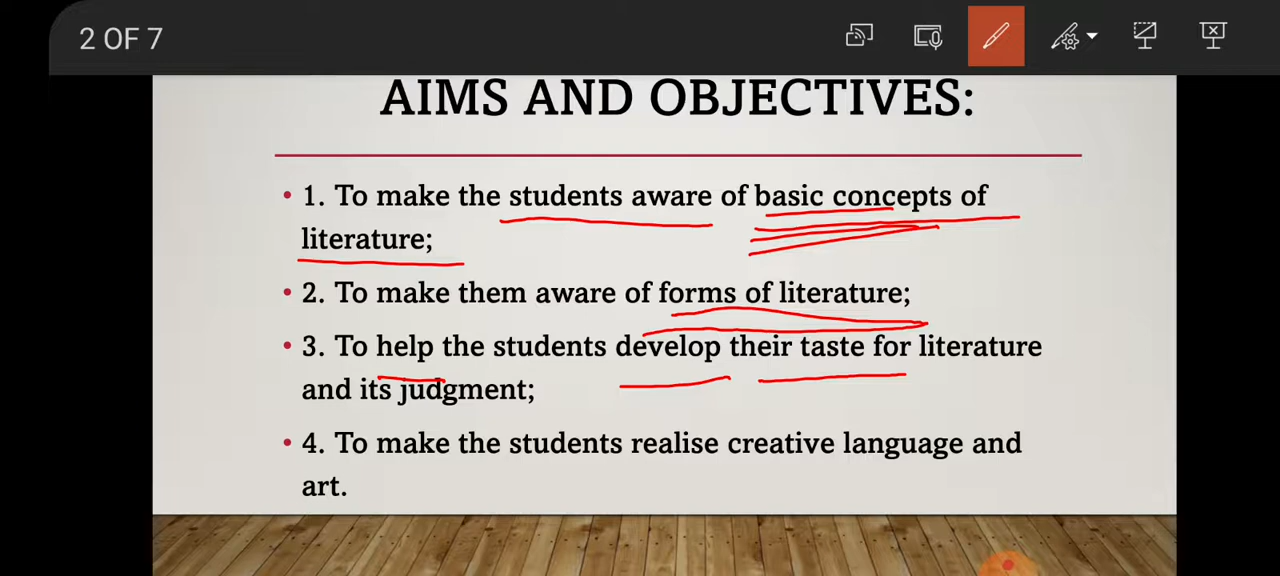 2 OF 7
AIMS AND OBJECTIVES:
• 1. To make the students aware of basic concepts of
literature;
• 2. To make them aware of forms of literature;
• 3. To help the students develop their taste for literature
and its judgment;
• 4. To make the students realise creative language and
art.